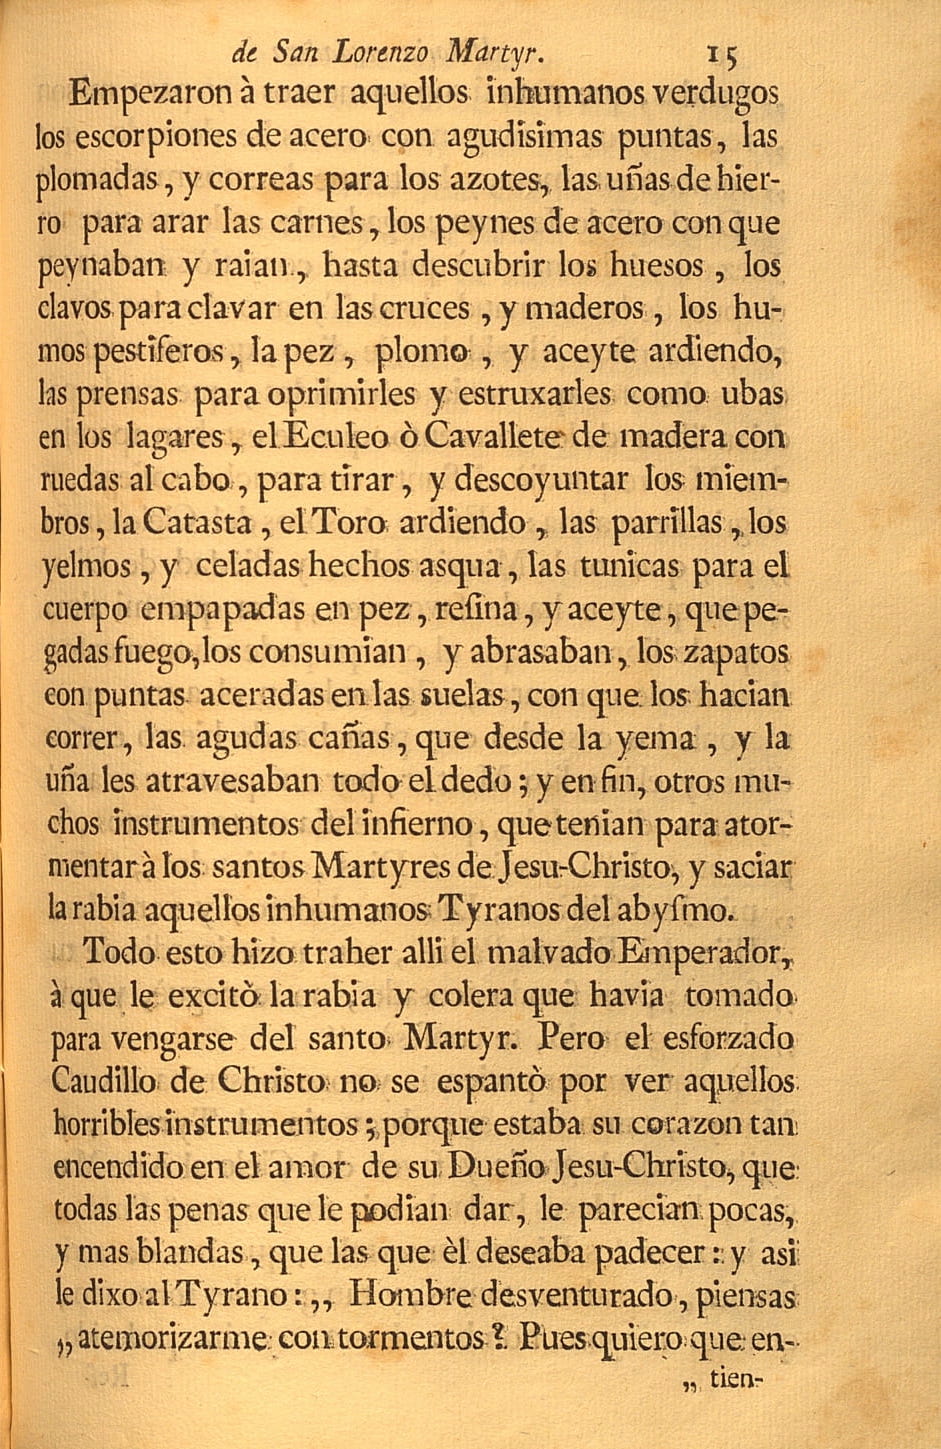 de San Lorenzo Martyr. 15
Empezaron à traer aquellos inhumanos verdugos
los escorpiones de acero con agudisimas puntas, las
plomadas, y correas para los azotes, las uñas de hier-
ro para arar las carnes, los peynes de acero con que
peynaban y raian, hasta descubrir los huesos, los
clavos para clavar en las cruces, y maderos, los hu-
mos pestiferos, la pez, plomo, y aceyte ardiendo,
las prensas para oprimirles y estruxarles como ubas
en los lagares, el Eculeo ò Cavallete de madera con
ruedas al cabo, para tirar, y descoyuntar los miem-
bros, la Catasta, el Toro ardiendo, las parrillas, los
yelmos, y celadas hechos asqua, las tunicas para el
cuerpo empapadas en pez, resina, y aceyte, que pe-
gadas fuego, los consumian, y abrasaban, los zapatos
con puntas aceradas en las suelas, con que los hacian
correr, las agudas cañas, que desde la yema, y la
uña les atravesaban todo el dedo; y en fin, otros mu-
chos instrumentos del infierno, que tenian para ator-
mentar à los santos Martyres de Jesu-Christo, y saciar
la rabia aquellos inhumanos Tyranos del abyſmo.
Todo esto hizo traher alli el malvado Emperador,
à que le excitò la rabia y colera que havia tomado
para vengarse del santo Martyr. Pero el esforzado
Caudillo de Christo no se espantò por ver aquellos
horribles instrumentos; porque estaba su corazon tan
encendido en el amor de su Dueño Jesu-Christo, que
todas las penas que le podian dar, le parecian pocas,
y mas blandas, que las que èl deseaba padecer: y asi
le dixo al Tyrano: ,, Hombre desventurado, piensas
,, atemorizarme con tormentos? Pues quiero que en-
,, tien-